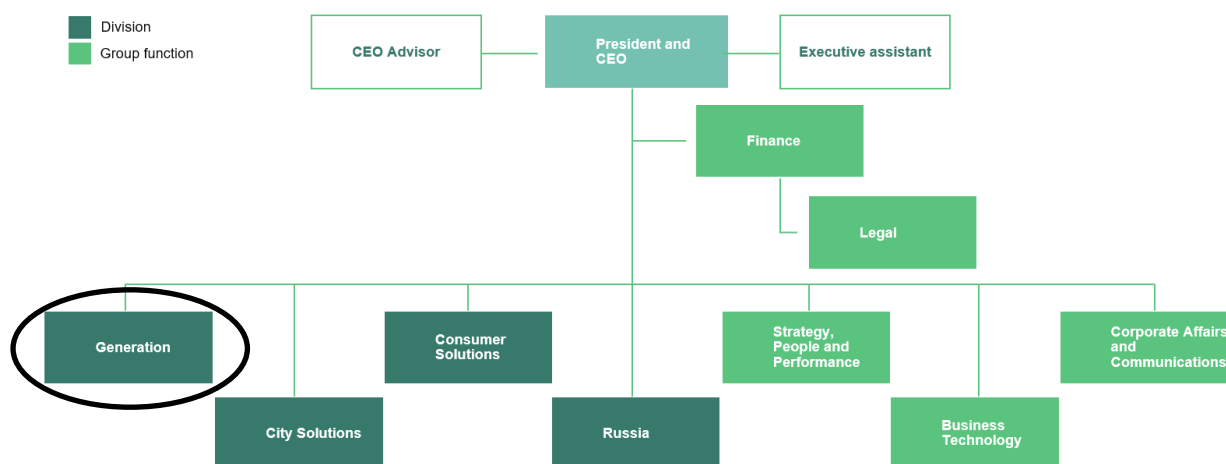 Division
Group function
CEO Advisor
President and
CEO
Executive assistant
Finance
Legal
Generation
Consumer
Solutions
Strategy,
People and
Performance
Corporate Affairs
and
Communications
City Solutions
Russia
Business
Technology